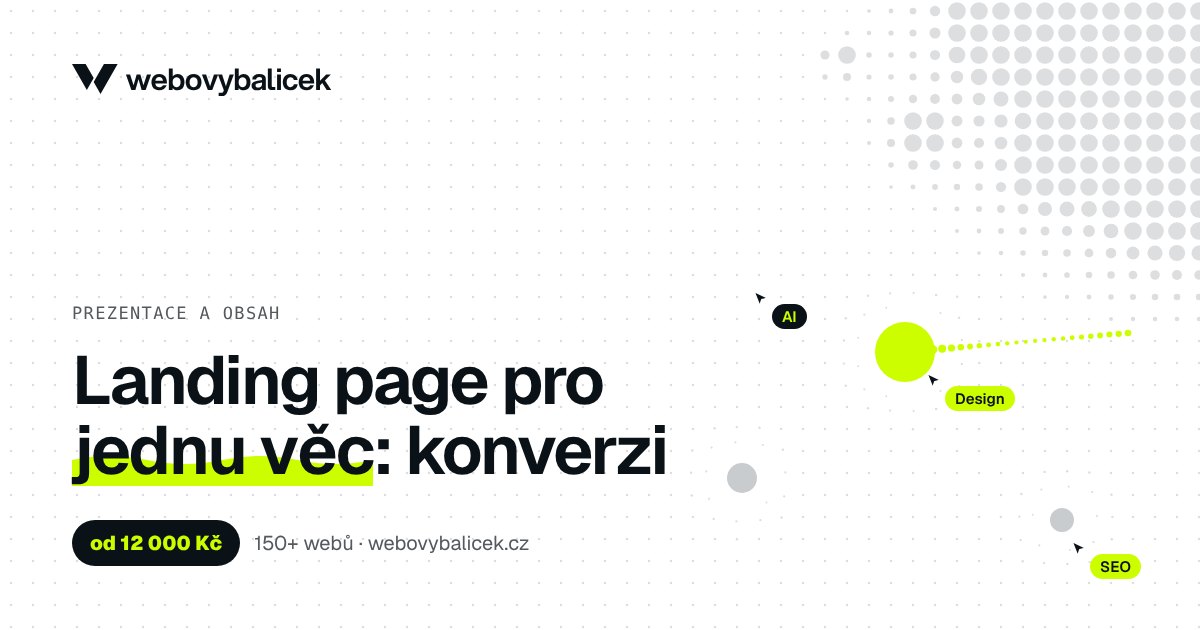 webovybalicek
PREZENTACE A OBSAH
Landing page pro
jednu věc: konverzi
od 12 000 Kč
150+ webů · webovybalicek.cz
AI
Design
SEO